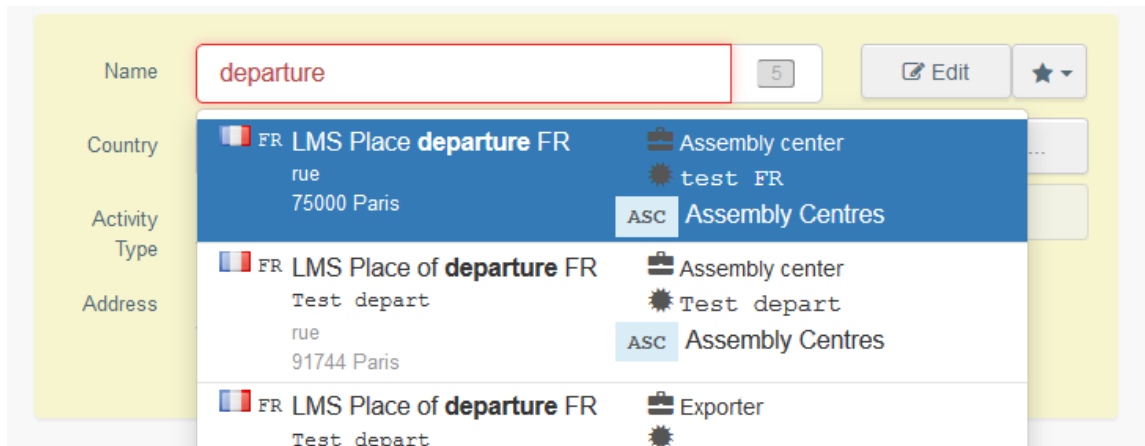 Name departure 5 Edit
Country ...
FR LMS Place departure FR Assembly center
rue test FR
75000 Paris ASC Assembly Centres
Activity
Type
FR LMS Place of departure FR Assembly center
Address
Test depart Test depart
rue ASC Assembly Centres
91744 Paris
FR LMS Place of departure FR Exporter
Test depart